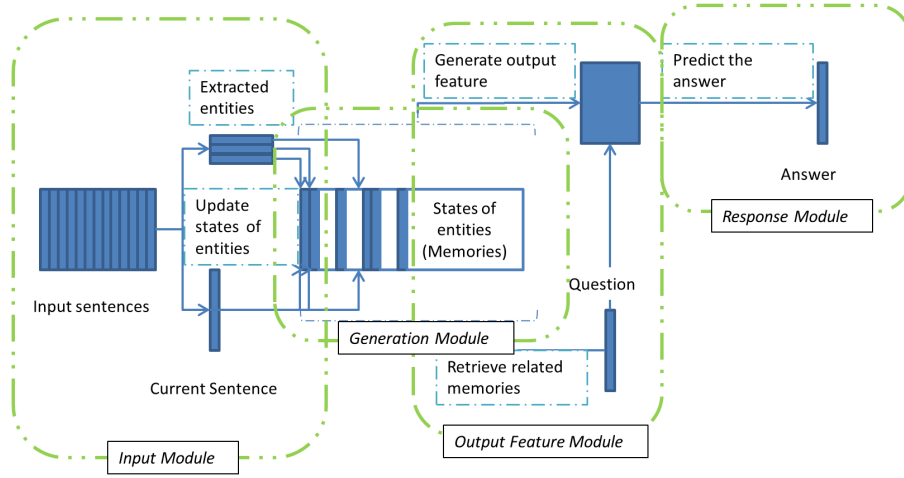 Generate output
feature
Predict the
answer
Extracted
entities
Answer
Update
states of
entities
States of
entities
(Memories)
Response Module
Input sentences
Question
Generation Module
Current Sentence
Retrieve related
memories
Input Module
Output Feature Module